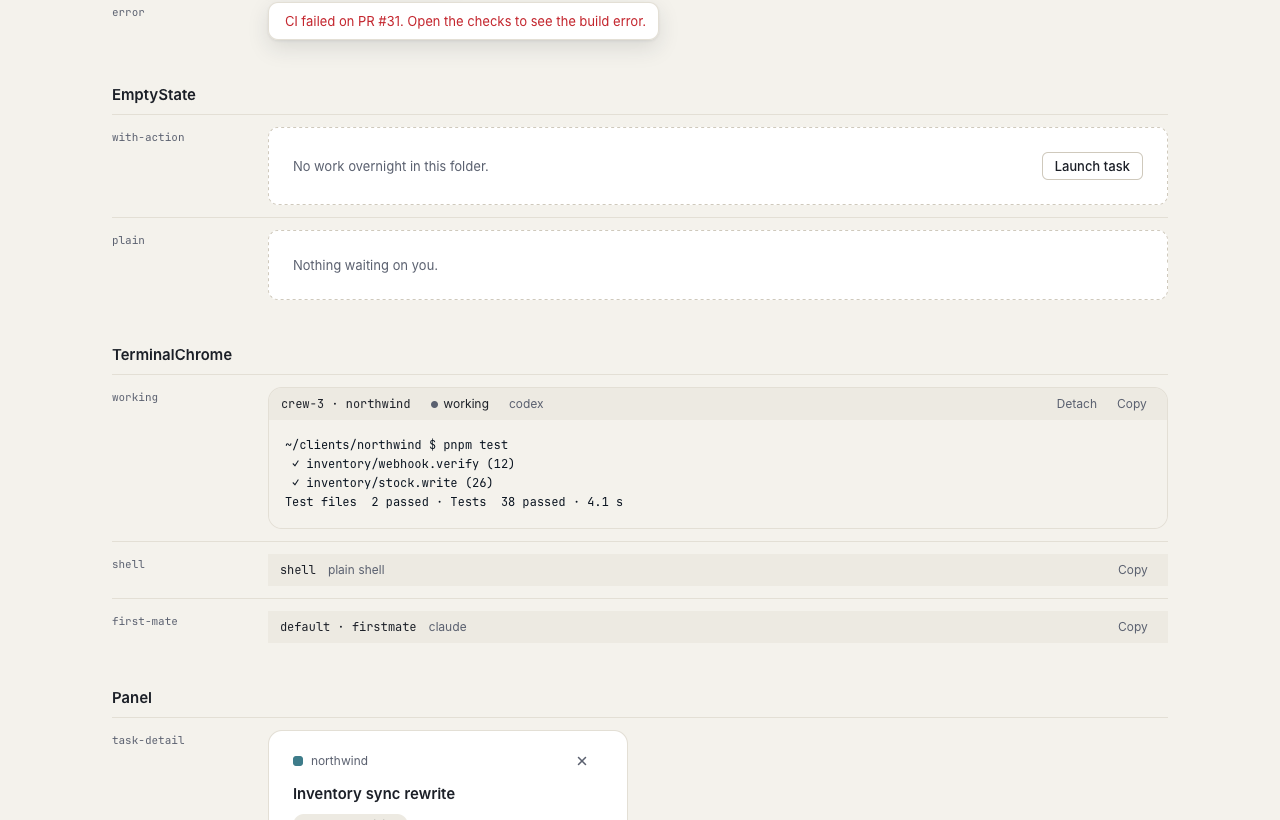 error
CI failed on PR #31. Open the checks to see the build error.
EmptyState
with-action
No work overnight in this folder.
Launch task
plain
Nothing waiting on you.
TerminalChrome
working
crew-3 · northwind working codex Detach Copy
~/clients/northwind $ pnpm test
✓ inventory/webhook.verify (12)
✓ inventory/stock.write (26)
Test files 2 passed · Tests 38 passed · 4.1 s
shell
shell plain shell Copy
first-mate
default · firstmate claude Copy
Panel
task-detail
northwind
Inventory sync rewrite